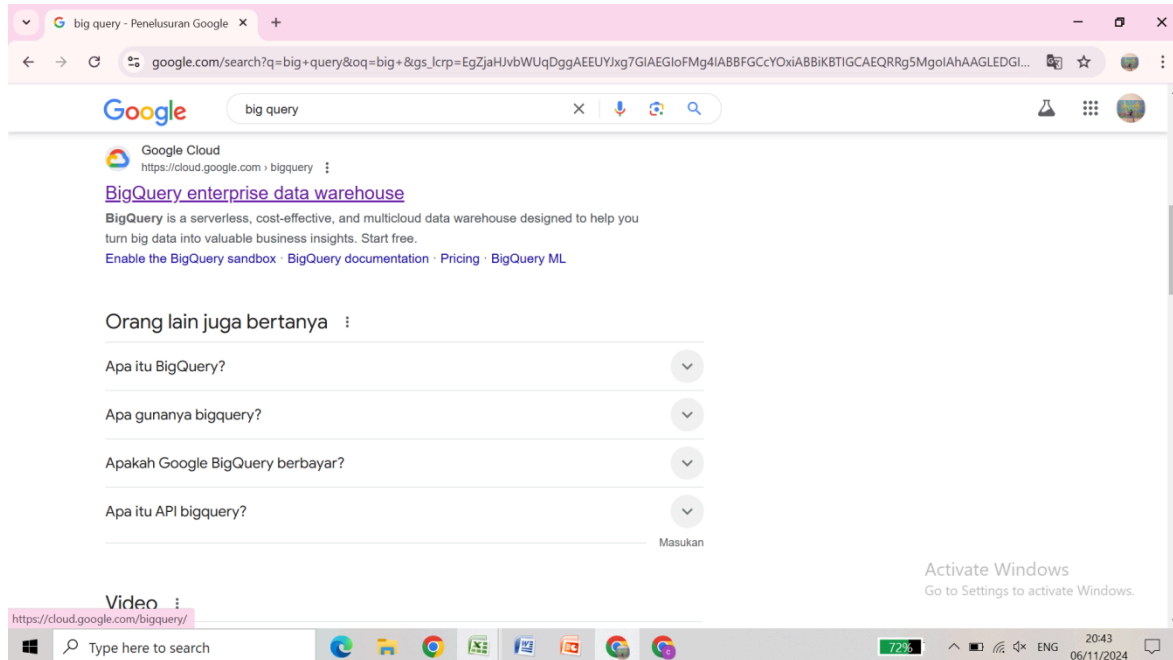 big query - Penelusuran Google
google.com/search?q=big+query&oq=big+&gs_lcrp=EgZjaHJvbWUqDggAEEUYJxg7GIAEGIoFMg4IABBFGCcYOxiABBiKBTIGCAEQRRg5MgoIAhAAGLEDGI...
Google
big query
Google Cloud
https://cloud.google.com › bigquery
BigQuery enterprise data warehouse
BigQuery is a serverless, cost-effective, and multicloud data warehouse designed to help you
turn big data into valuable business insights. Start free.
Enable the BigQuery sandbox · BigQuery documentation · Pricing · BigQuery ML
Orang lain juga bertanya
Apa itu BigQuery?
Apa gunanya bigquery?
Apakah Google BigQuery berbayar?
Apa itu API bigquery?
Masukan
Activate Windows
Go to Settings to activate Windows.
Video
https://cloud.google.com/bigquery/
Type here to search
72%
ENG
20:43
06/11/2024